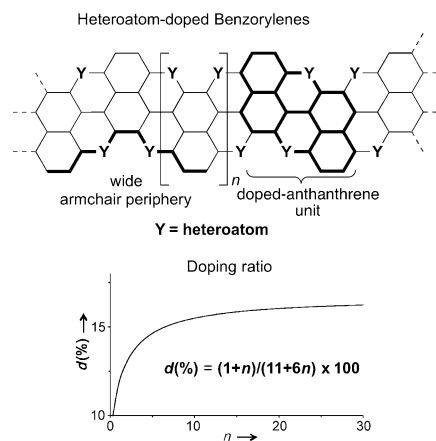 Heteroatom-doped Benzorylenes
Y Y Y Y Y
Y Y Y Y Y
n
wide
armchair periphery
doped-anthanthrene
unit
Y = heteroatom
Doping ratio
d(%)
15
10
d(%) = (1+n)/(11+6n) x 100
0 10 20 30
n